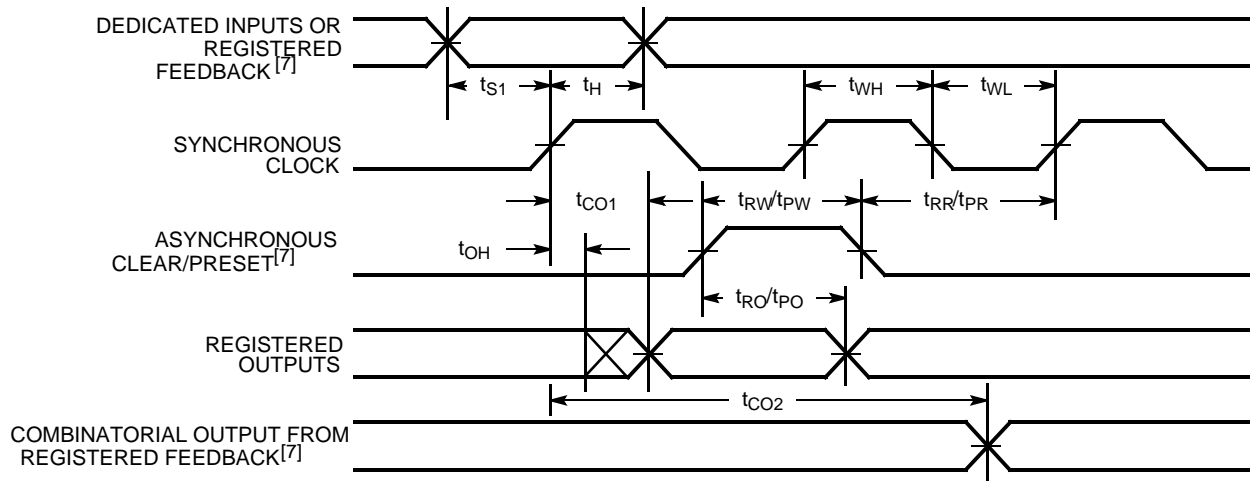 DEDICATED INPUTS OR
REGISTERED
FEEDBACK[7]
tS1
tH
tWH
tWL
SYNCHRONOUS
CLOCK
tCO1
tRW/tPW
tRR/tPR
ASYNCHRONOUS
CLEAR/PRESET[7]
tOH
tRO/tPO
REGISTERED
OUTPUTS
tCO2
COMBINATORIAL OUTPUT FROM
REGISTERED FEEDBACK[7]